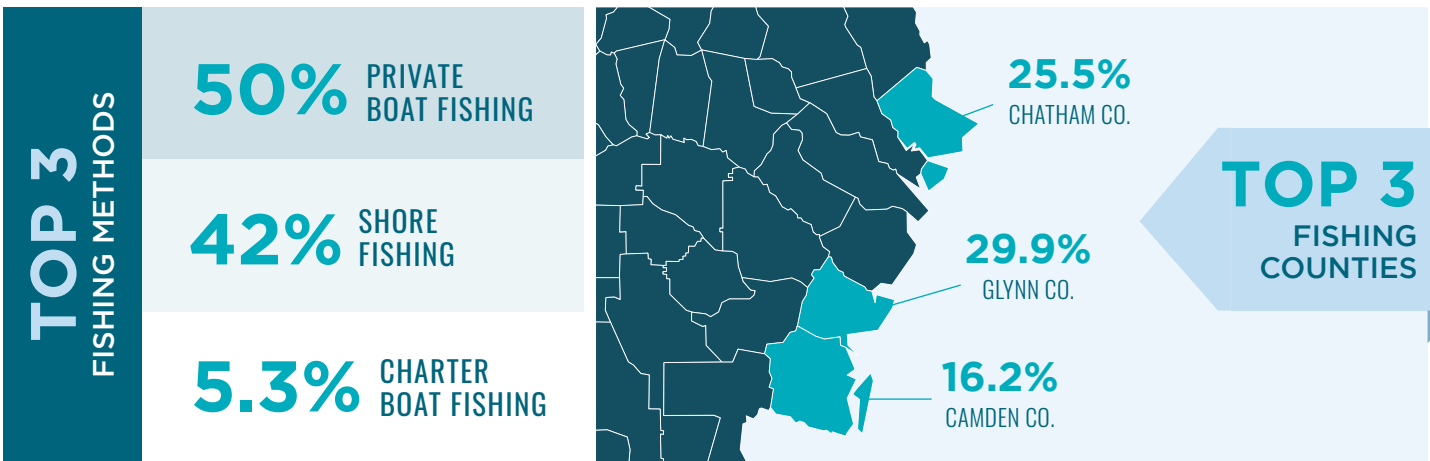 TOP 3
FISHING METHODS
50%
PRIVATE
BOAT FISHING
42%
SHORE
FISHING
5.3%
CHARTER
BOAT FISHING
25.5%
CHATHAM CO.
29.9%
GLYNN CO.
16.2%
CAMDEN CO.
TOP 3
FISHING
COUNTIES